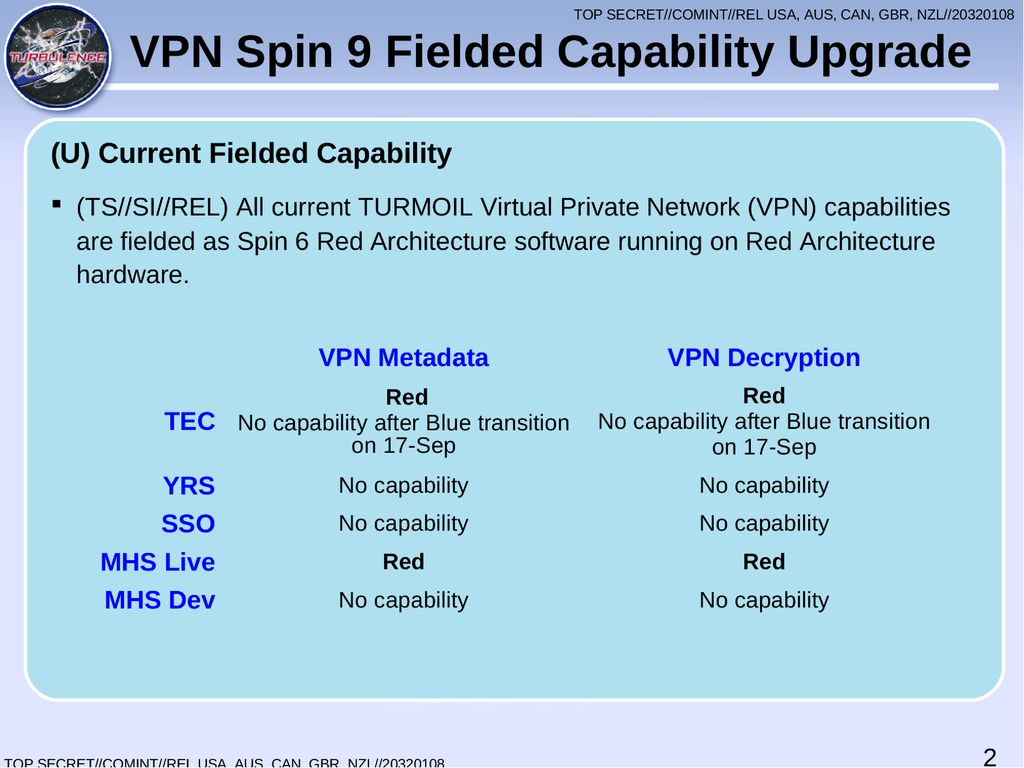 TOP SECRET//COMINT//REL USA, AUS, CAN, GBR, NZL//20320108
TURBULENCE
VPN Spin 9 Fielded Capability Upgrade
(U) Current Fielded Capability
▪ (TS//SI//REL) All current TURMOIL Virtual Private Network (VPN) capabilities
are fielded as Spin 6 Red Architecture software running on Red Architecture
hardware.
VPN Metadata VPN Decryption
TEC Red No capability after Blue transition on 17-Sep Red No capability after Blue transition on 17-Sep
YRS No capability No capability
SSO No capability No capability
MHS Live Red Red
MHS Dev No capability No capability
TOP SECRET//COMINT//REL USA, AUS, CAN, GBR, NZL//20320108
2